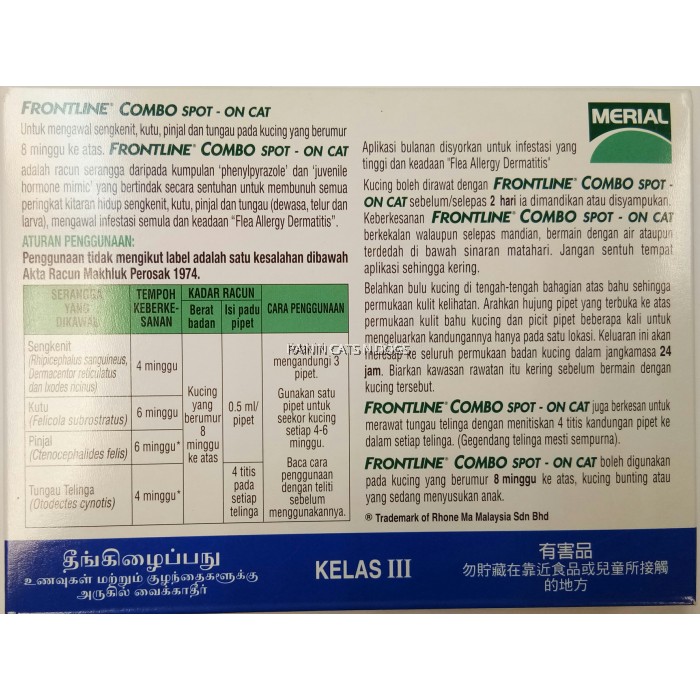 FRONTLINE® COMBO SPOT - ON CAT
Untuk mengawal sengkenit, kutu, pinjal dan tungau pada kucing yang berumur
8 minggu ke atas. FRONTLINE® COMBO SPOT - ON CAT
adalah racun serangga daripada kumpulan 'phenylpyrazole' dan 'juvenile
hormone mimic' yang bertindak secara sentuhan untuk membunuh semua
peringkat kitaran hidup sengkenit, kutu, pinjal dan tungau (dewasa, telur dan
larva), mengawal infestasi semula dan keadaan "Flea Allergy Dermatitis".
ATURAN PENGGUNAAN:
Penggunaan tidak mengikut label adalah satu kesalahan dibawah
Akta Racun Makhluk Perosak 1974.
SERANGGA
YANG
DIKAWAL
TEMPOH
KEBERKE-
SANAN
KADAR RACUN
Berat
badan
Isi padu
pipet
CARA PENGGUNAAN
Sengkenit
(Rhipicephalus sanguineus,
Dermacentor reticulatus
dan Ixodes ricinus)
4 minggu
Kutu
(Felicola subrostratus)
6 minggu
Pinjal
(Ctenocephalides felis)
6 minggu*
Tungau Telinga
(Otodectes cynotis)
4 minggu*
Kucing
yang
berumur
8
minggu
ke atas
0.5 ml/
pipet
4 titis
pada
setiap
telinga
RAINING CATS N DOGS
mengandungi 3
pipet.
Gunakan satu
pipet untuk
seekor kucing
setiap 4-6
minggu.
Baca cara
penggunaan
dengan teliti
sebelum
menggunakannya.
MERIAL
Aplikasi bulanan disyorkan untuk infestasi yang
tinggi dan keadaan "Flea Allergy Dermatitis"
Kucing boleh dirawat dengan FRONTLINE® COMBO SPOT -
ON CAT sebelum/selepas 2 hari ia dimandikan atau disyampukan.
Keberkesanan FRONTLINE® COMBO SPOT - ON CAT
berkekalan walaupun selepas mandian, bermain dengan air ataupun
terdedah di bawah sinaran matahari. Jangan sentuh tempat
aplikasi sehingga kering.
Belahkan bulu kucing di tengah-tengah bahagian atas bahu sehingga
permukaan kulit kelihatan. Arahkan hujung pipet yang terbuka ke atas
permukaan kulit bahu kucing dan picit pipet beberapa kali untuk
mengeluarkan kandungannya hanya pada satu lokasi. Keluaran ini akan
meresap ke seluruh permukaan badan kucing dalam jangkamasa 24
jam. Biarkan kawasan rawatan itu kering sebelum bermain dengan
kucing tersebut.
FRONTLINE® COMBO SPOT - ON CAT juga berkesan untuk
merawat tungau telinga dengan menitiskan 4 titis kandungan pipet ke
dalam setiap telinga. (Gegendang telinga mesti sempurna).
FRONTLINE® COMBO SPOT - ON CAT boleh digunakan
pada kucing yang berumur 8 minggu ke atas, kucing bunting atau
yang sedang menyusukan anak.
® Trademark of Rhone Ma Malaysia Sdn Bhd
தீங்கிழைப்பது
உணவுகள் மற்றும் குழந்தைகளுக்கு
அருகில் வைக்காதீர்
KELAS III
有害品
勿貯藏在靠近食品或兒童所接觸
的地方